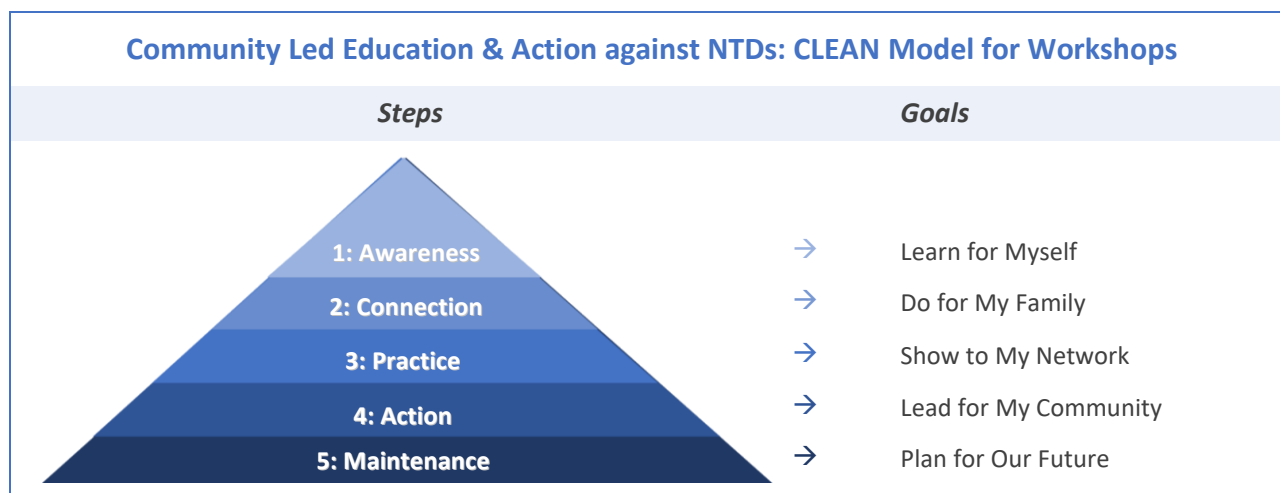 Community Led Education & Action against NTDs: CLEAN Model for Workshops
Steps Goals
1: Awareness → Learn for Myself
2: Connection → Do for My Family
3: Practice → Show to My Network
4: Action → Lead for My Community
5: Maintenance → Plan for Our Future